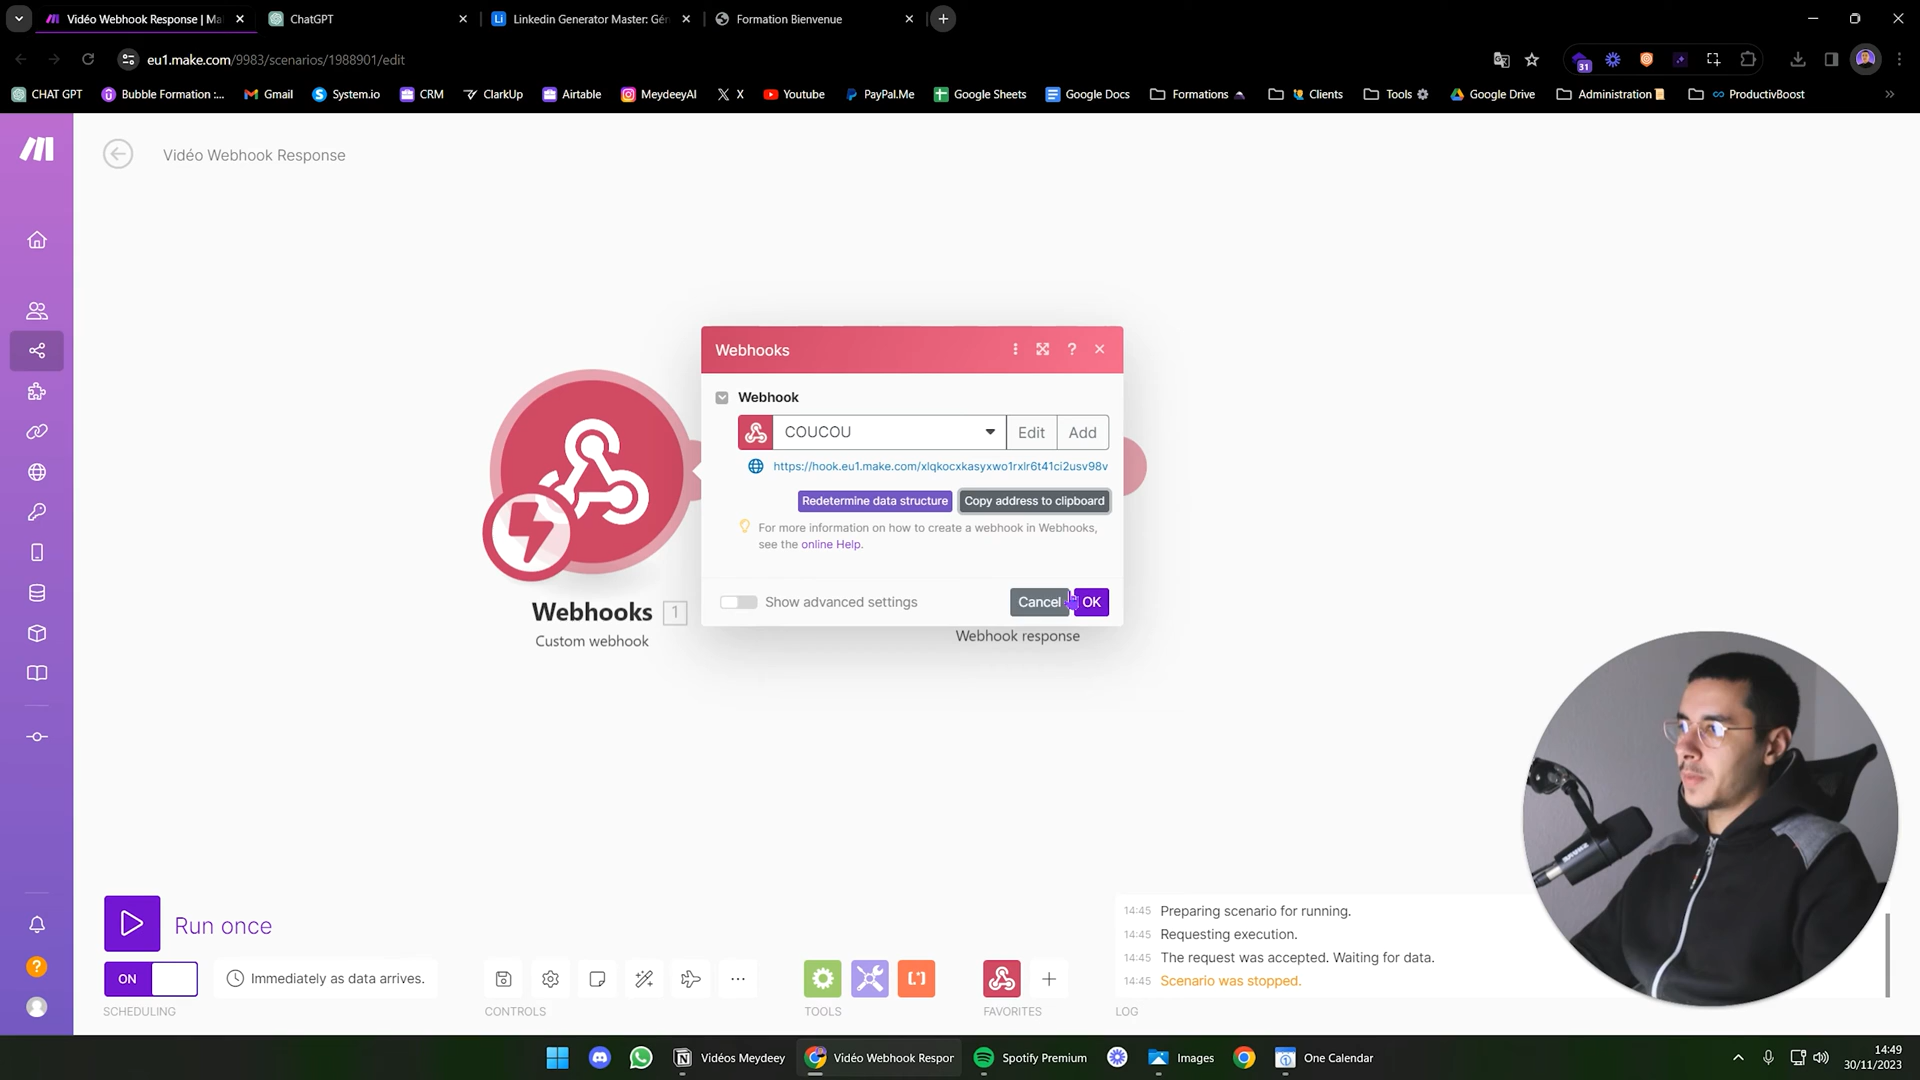 Vidéo Webhook Response | Ma
ChatGPT
Linkedin Generator Master: Gén
Formation Bienvenue
eu1.make.com/9983/scenarios/1988901/edit
31
CHAT GPT
Bubble Formation :...
Gmail
System.io
CRM
ClarkUp
Airtable
MeydeeyAI
X
Youtube
PayPal.Me
Google Sheets
Google Docs
Formations
Clients
Tools
Google Drive
Administration
ProductivBoost
Vidéo Webhook Response
Webhooks
Webhook
COUCOU
Edit
Add
https://hook.eu1.make.com/xlqkocxkasyxwo1rxlr6t41ci2usv98v
Redetermine data structure
Copy address to clipboard
For more information on how to create a webhook in Webhooks,
see the online Help.
Show advanced settings
Cancel
OK
Webhooks 1
Custom webhook
Webhook response
Run once
ON
Immediately as data arrives.
SCHEDULING
CONTROLS
TOOLS
FAVORITES
LOG
14:45 Preparing scenario for running.
14:45 Requesting execution.
14:45 The request was accepted. Waiting for data.
14:45 Scenario was stopped.
Vidéos Meydeey
Vidéo Webhook Respor
Spotify Premium
Images
One Calendar
14:49
30/11/2023